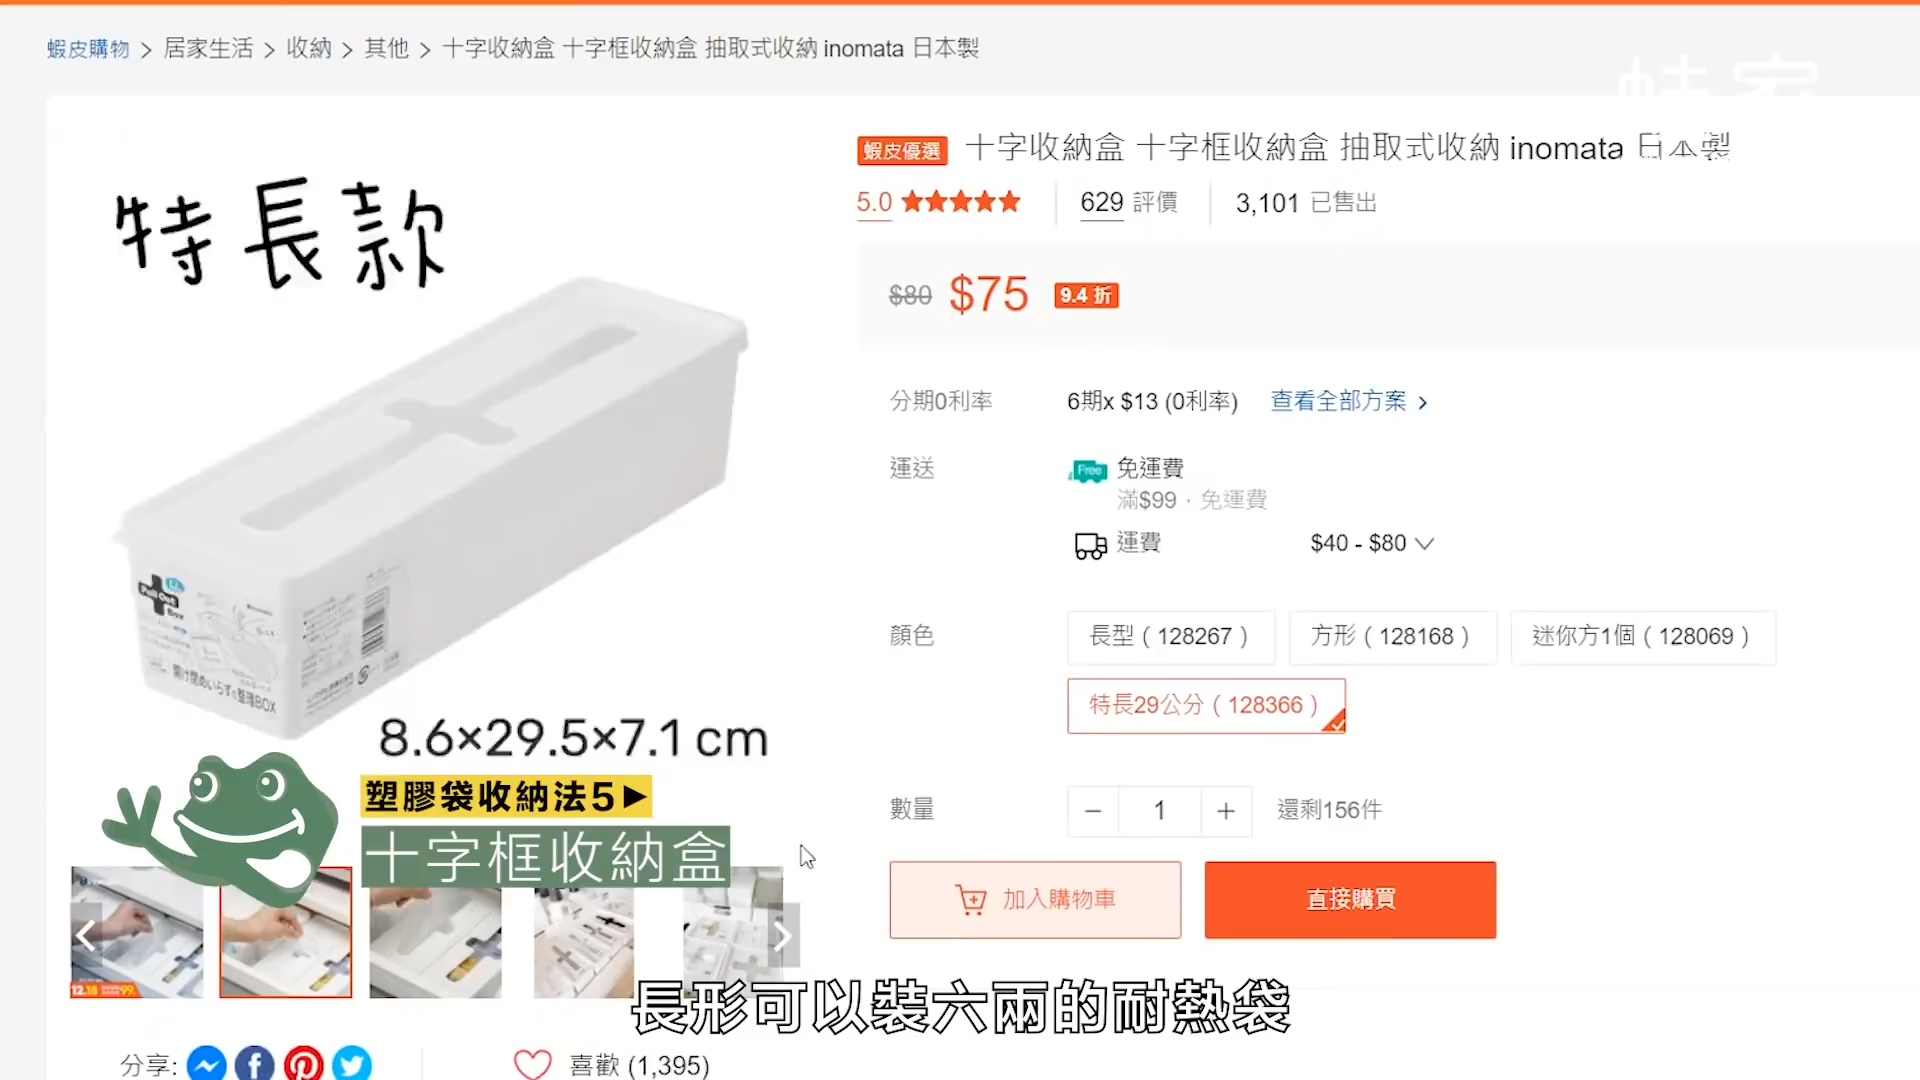 蝦皮購物 > 居家生活 > 收納 > 其他 > 十字收納盒 十字框收納盒 抽取式收納 inomata 日本製
特長款
8.6×29.5×7.1 cm
Pull Out
Box
塑膠袋收納法5▶
十字框收納盒
12.18
分享:
喜歡 (1,395)
蝦皮優選 十字收納盒 十字框收納盒 抽取式收納 inomata 日本製
5.0 629 評價 3,101 已售出
$80 $75 9.4 折
分期0利率 6期x $13 (0利率) 查看全部方案 >
運送 Free 免運費
滿$99,免運費
運費 $40 - $80
顏色 長型(128267) 方形(128168) 迷你方1個(128069)
特長29公分(128366)
數量 − 1 + 還剩156件
加入購物車 直接購買
長形可以裝六兩的耐熱袋